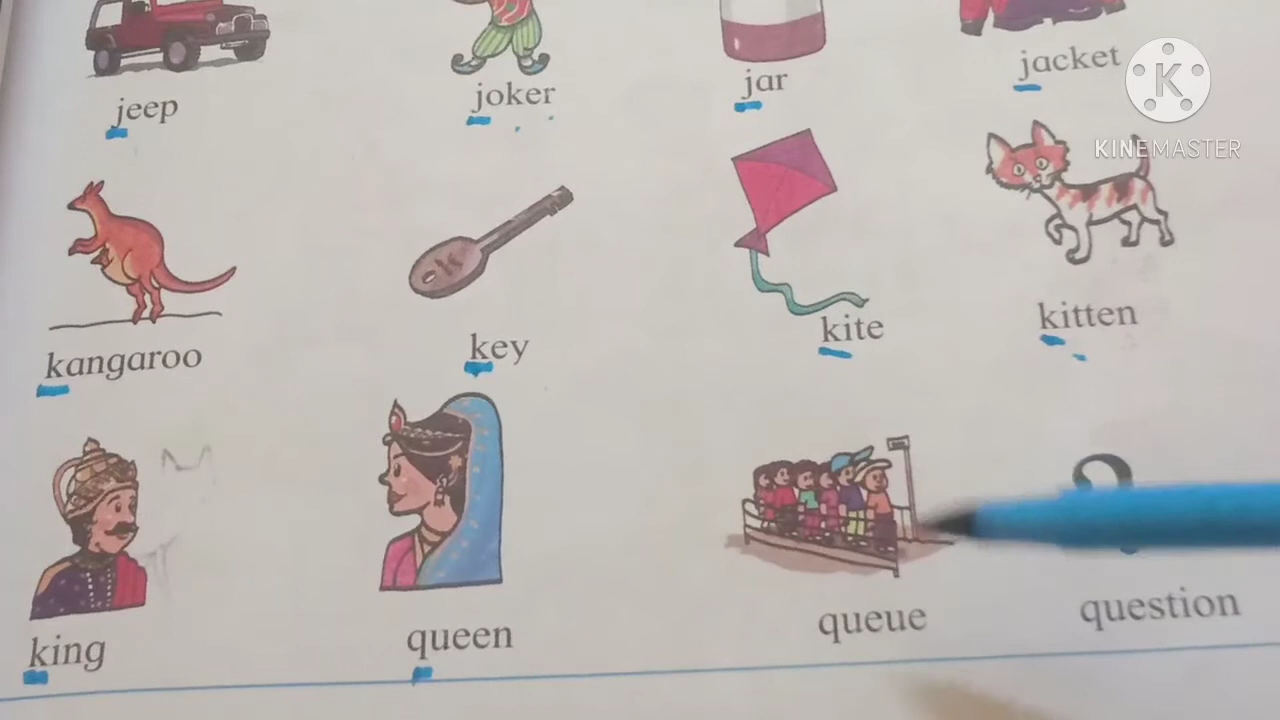 jeep joker jar jacket
K
KINEMASTER
kangaroo key kite kitten
king queen queue question